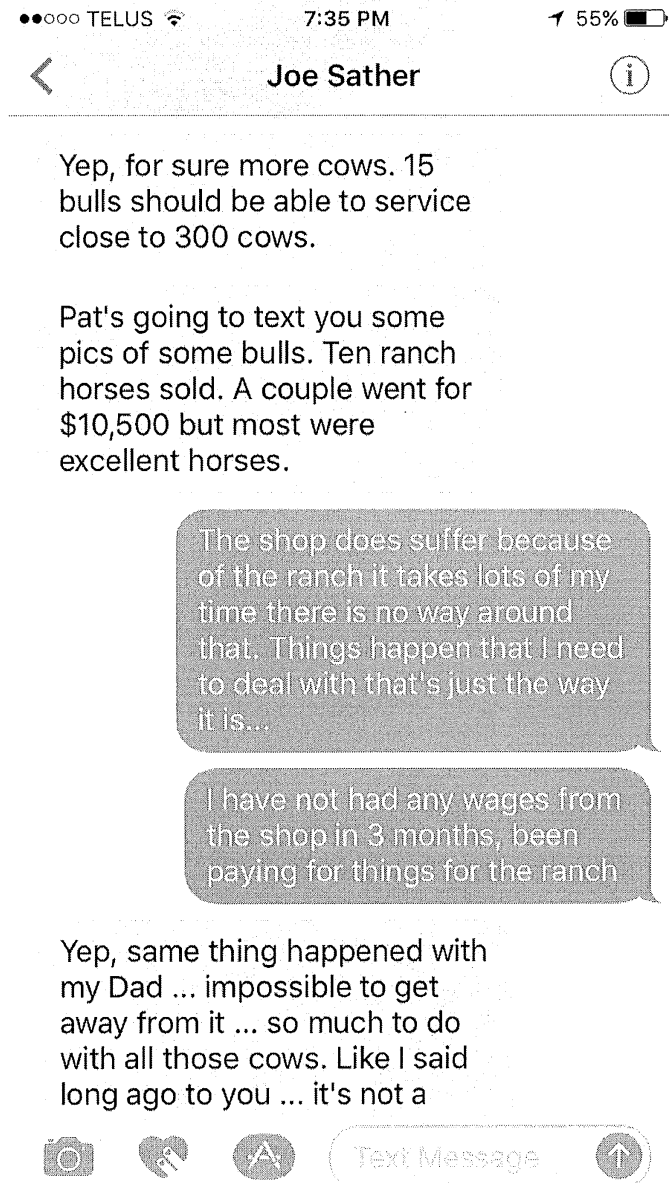 TELUS 7:35 PM 55%
Joe Sather
Yep, for sure more cows. 15
bulls should be able to service
close to 300 cows.
Pat's going to text you some
pics of some bulls. Ten ranch
horses sold. A couple went for
$10,500 but most were
excellent horses.
The shop does suffer because
of the ranch it takes lots of my
time there is no way around
that. Things happen that I need
to deal with that's just the way
it is...
I have not had any wages from
the shop in 3 months, been
paying for things for the ranch
Yep, same thing happened with
my Dad ... impossible to get
away from it ... so much to do
with all those cows. Like I said
long ago to you ... it's not a
Text Message